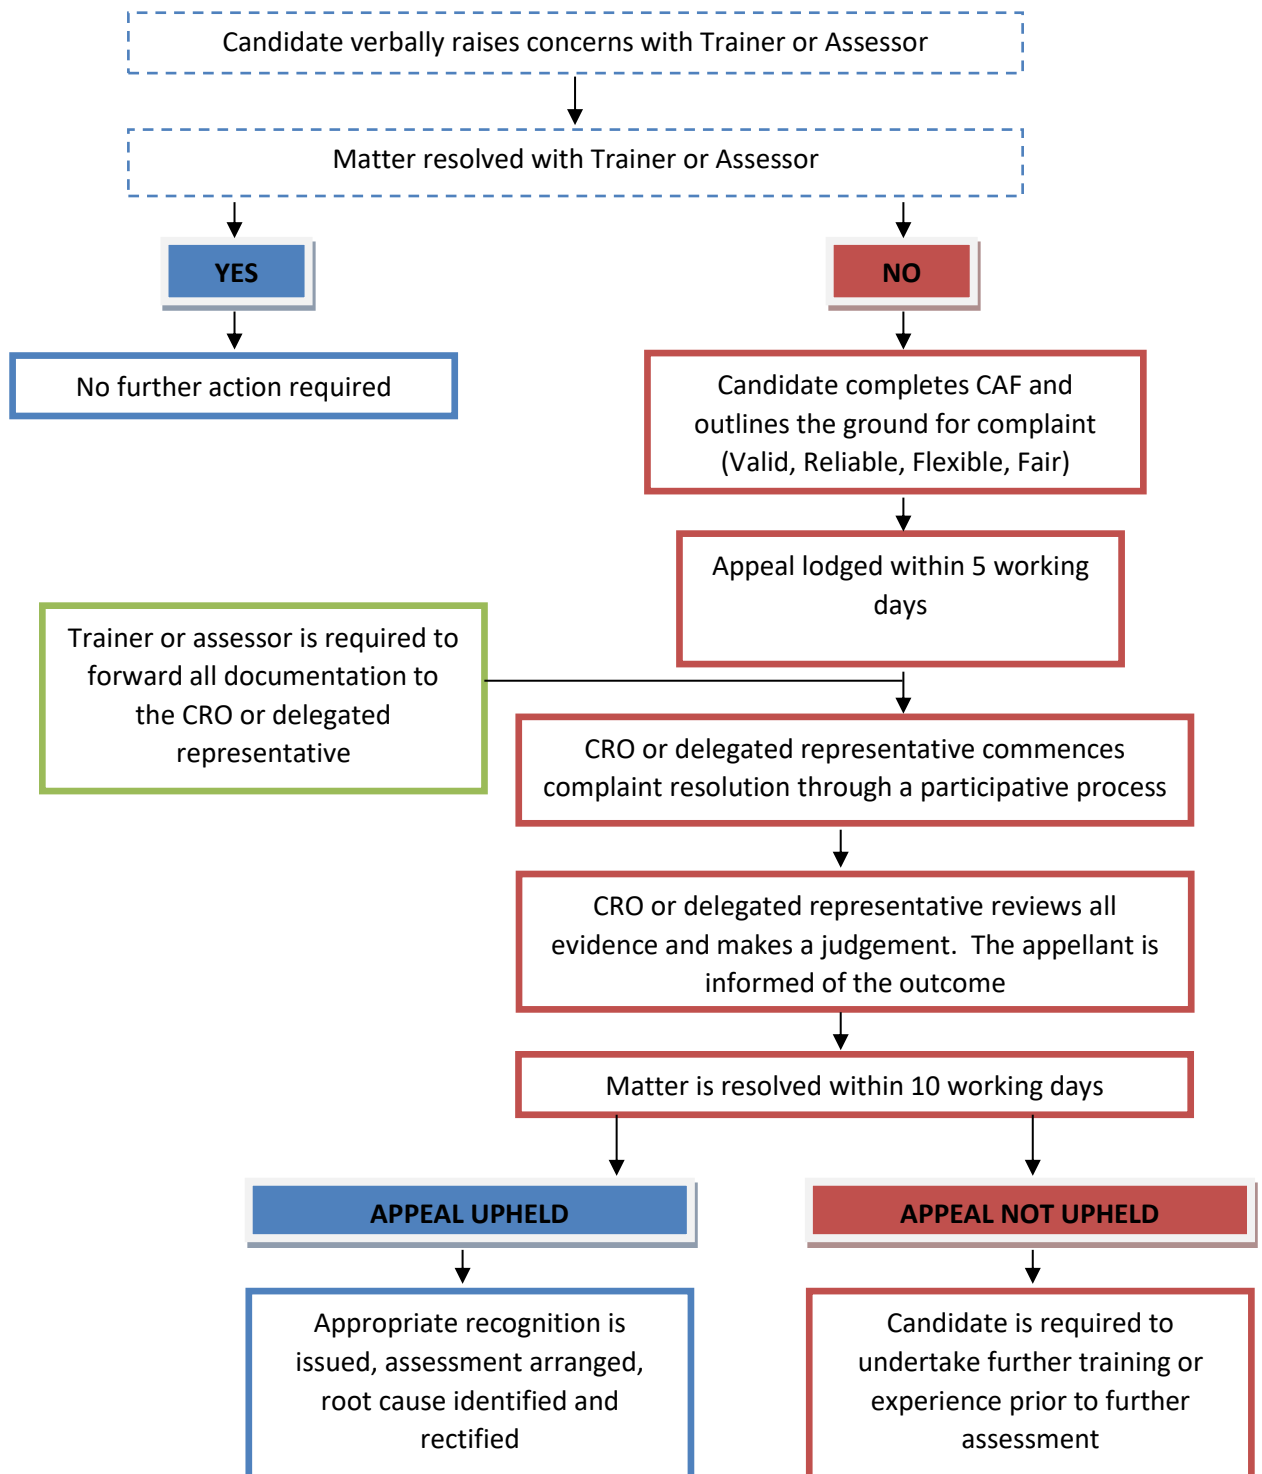 Candidate verbally raises concerns with Trainer or Assessor
Matter resolved with Trainer or Assessor
YES
NO
No further action required
Candidate completes CAF and
outlines the ground for complaint
(Valid, Reliable, Flexible, Fair)
Appeal lodged within 5 working
days
Trainer or assessor is required to
forward all documentation to
the CRO or delegated
representative
CRO or delegated representative commences
complaint resolution through a participative process
CRO or delegated representative reviews all
evidence and makes a judgement.  The appellant is
informed of the outcome
Matter is resolved within 10 working days
APPEAL UPHELD
APPEAL NOT UPHELD
Appropriate recognition is
issued, assessment arranged,
root cause identified and
rectified
Candidate is required to
undertake further training or
experience prior to further
assessment